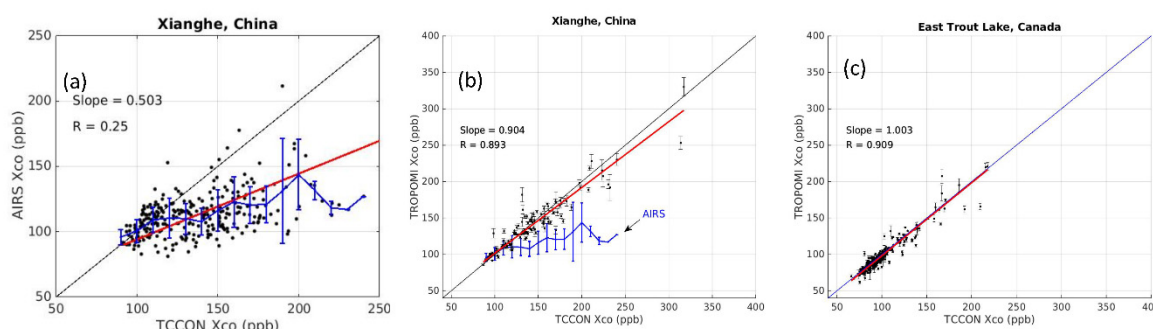 Xianghe, China
(a)
Slope = 0.503
R = 0.25
AIRS Xco (ppb)
250
200
150
100
50
50
100
150
200
250
TCCON Xco (ppb)
Xianghe, China
(b)
Slope = 0.904
R = 0.893
AIRS
TROPOMI Xco (ppb)
400
350
300
250
200
150
100
50
50
100
150
200
250
300
350
400
TCCON Xco (ppb)
East Trout Lake, Canada
(c)
Slope = 1.003
R = 0.909
TROPOMI Xco (ppb)
400
350
300
250
200
150
100
50
50
100
150
200
250
300
350
400
TCCON Xco (ppb)